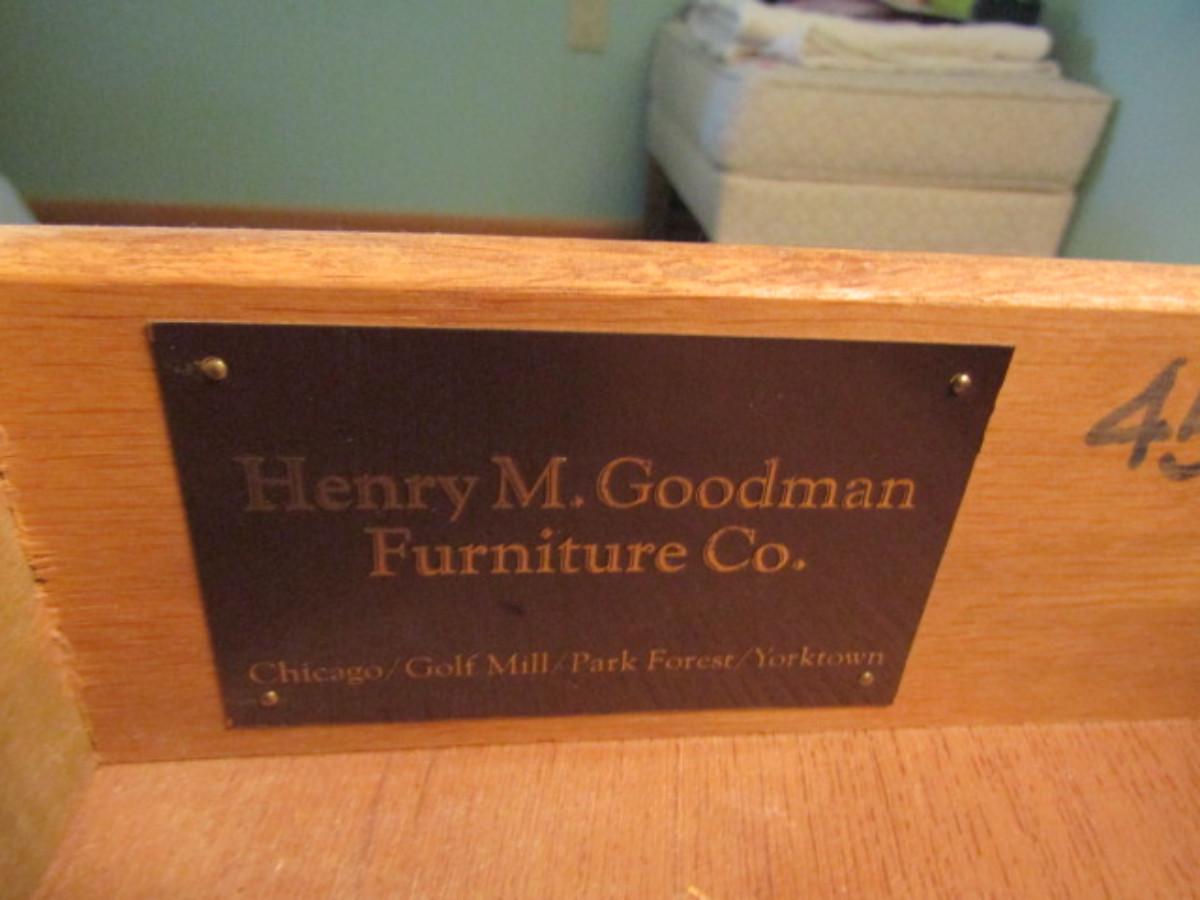 Henry M. Goodman
Furniture Co.
Chicago/Golf Mill/Park Forest/Yorktown